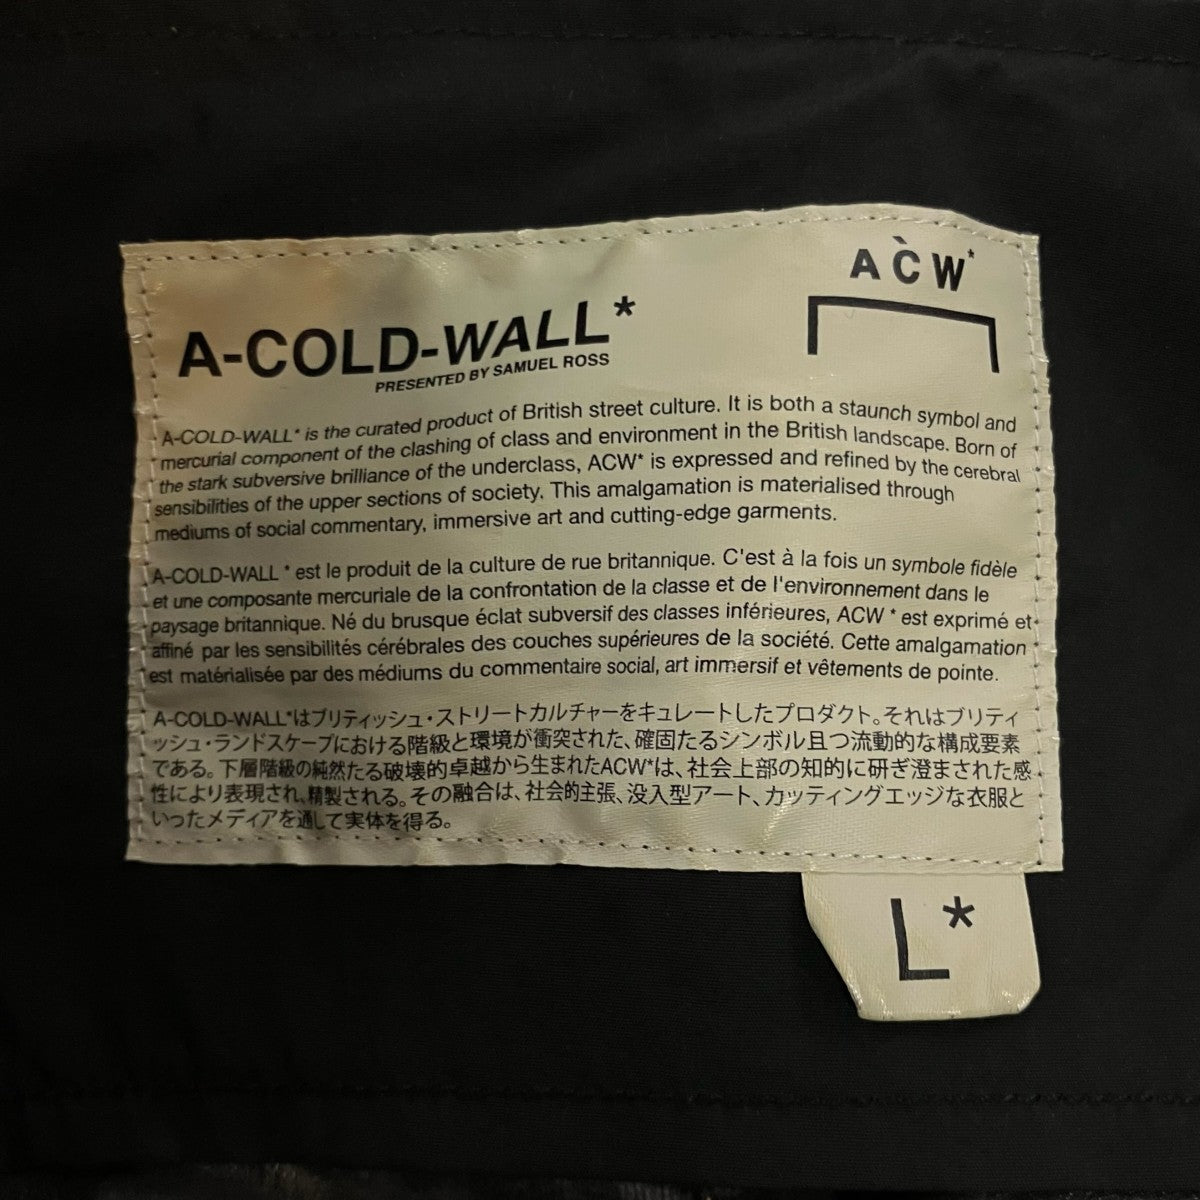 ACW*
A-COLD-WALL*
PRESENTED BY SAMUEL ROSS
A-COLD-WALL* is the curated product of British street culture. It is both a staunch symbol and
mercurial component of the clashing of class and environment in the British landscape. Born of
the stark subversive brilliance of the underclass, ACW* is expressed and refined by the cerebral
sensibilities of the upper sections of society. This amalgamation is materialised through
mediums of social commentary, immersive art and cutting-edge garments.
A-COLD-WALL * est le produit de la culture de rue britannique. C'est à la fois un symbole fidèle
et une composante mercuriale de la confrontation de la classe et de l'environnement dans le
paysage britannique. Né du brusque éclat subversif des classes inférieures, ACW * est exprimé et
affiné par les sensibilités cérébrales des couches supérieures de la société. Cette amalgamation
est matérialisée par des médiums du commentaire social, art immersif et vêtements de pointe.
A-COLD-WALL*はブリティッシュ・ストリートカルチャーをキュレートしたプロダクト。それはブリティ
ッシュ・ランドスケープにおける階級と環境が衝突された、確固たるシンボル且つ流動的な構成要素
である。下層階級の純然たる破壊的卓越から生まれたACW*は、社会上部の知的に研ぎ澄まされた感
性により表現され、精製される。その融合は、社会的主張、没入型アート、カッティングエッジな衣服と
いったメディアを通して実体を得る。
L*